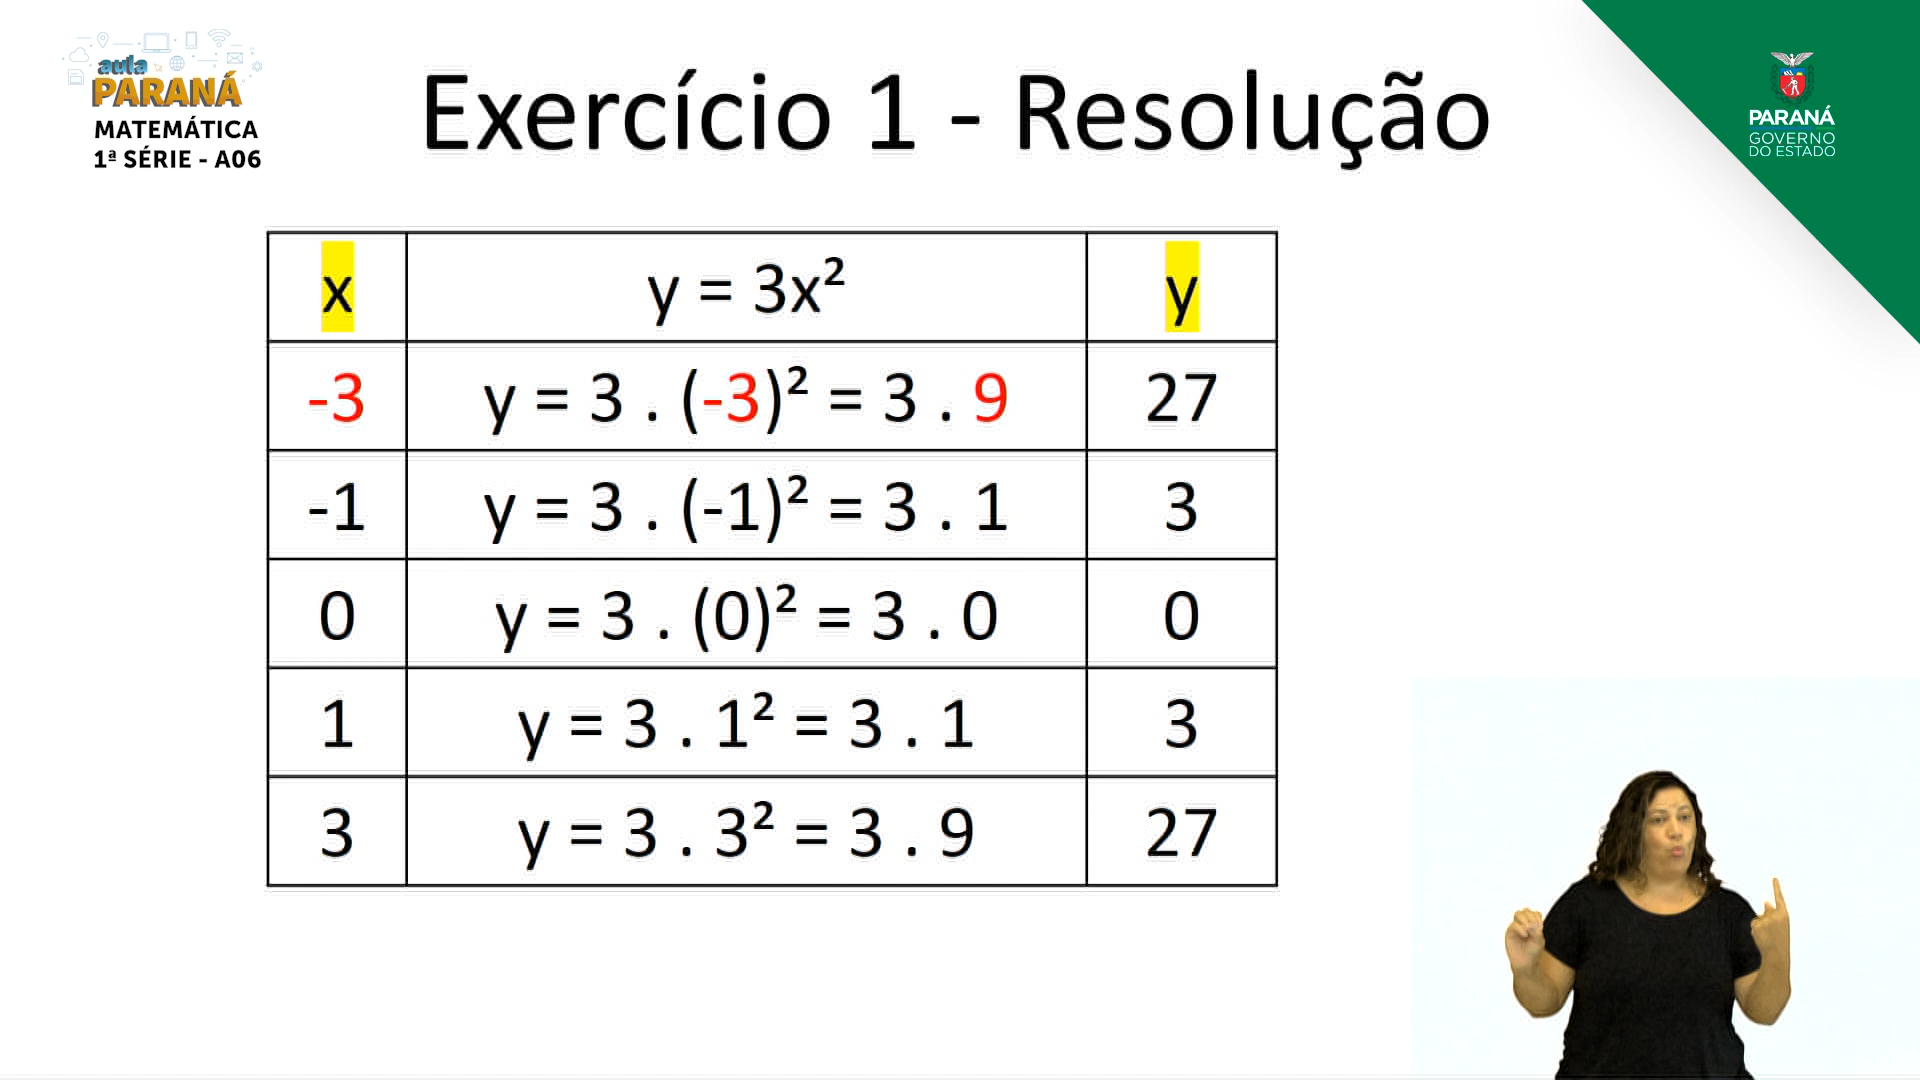 aula
PARANÁ
MATEMÁTICA
1ª SÉRIE - A06
Exercício 1 - Resolução
PARANÁ
GOVERNO
DO ESTADO
x y = 3x² y
-3 y = 3 . (-3)² = 3 . 9 27
-1 y = 3 . (-1)² = 3 . 1 3
0 y = 3 . (0)² = 3 . 0 0
1 y = 3 . 1² = 3 . 1 3
3 y = 3 . 3² = 3 . 9 27